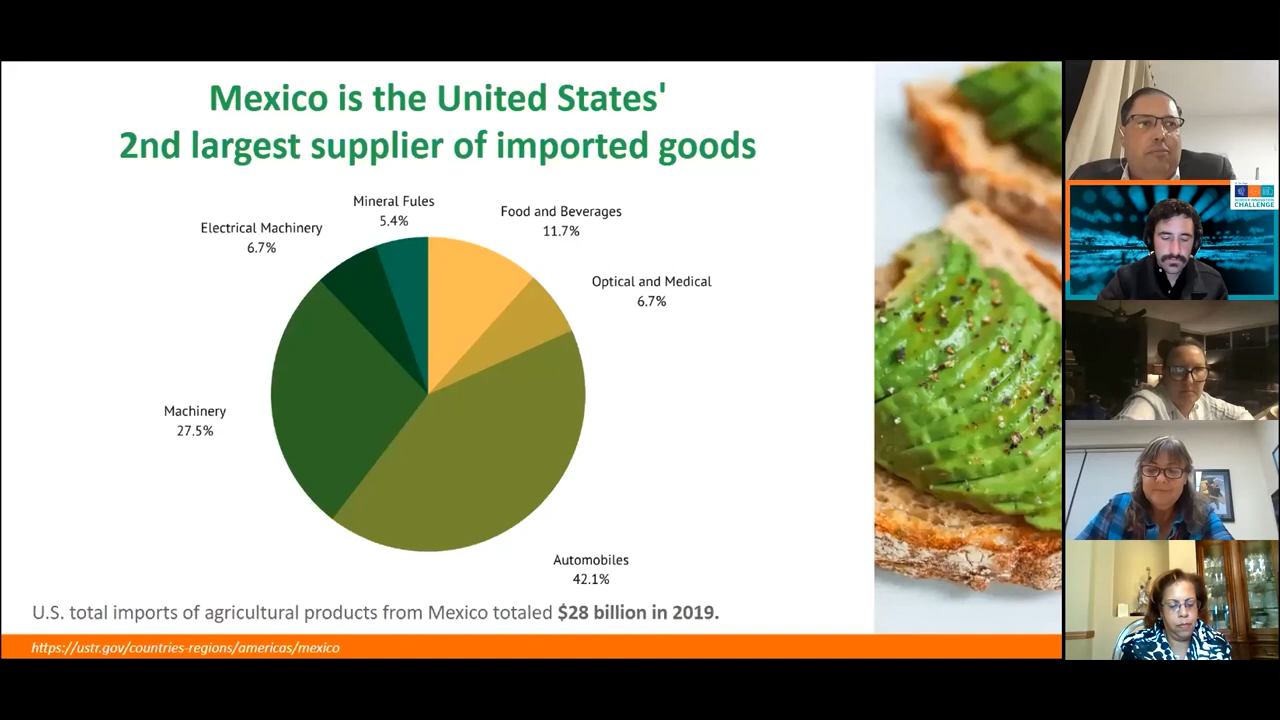 Mexico is the United States'
2nd largest supplier of imported goods
Mineral Fules
5.4%
Food and Beverages
11.7%
Electrical Machinery
6.7%
Optical and Medical
6.7%
Machinery
27.5%
Automobiles
42.1%
U.S. total imports of agricultural products from Mexico totaled $28 billion in 2019.
https://ustr.gov/countries-regions/americas/mexico
CHALLENGE